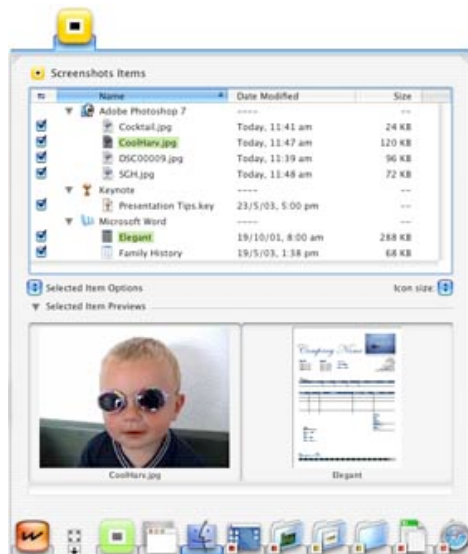 Screenshots Items
Name Date Modified Size
Adobe Photoshop 7 ---- --
Cocktail.jpg Today, 11:41 am 24 KB
CoolHarv.jpg Today, 11:47 am 120 KB
DSC00009.jpg Today, 11:39 am 96 KB
SGH.jpg Today, 11:48 am 72 KB
Keynote ---- --
Presentation Tips.key 23/5/03, 5:00 pm --
Microsoft Word ---- --
Elegant 19/10/01, 8:00 am 288 KB
Family History 19/5/03, 1:38 pm 68 KB
Selected Item Options Icon size:
Selected Item Previews
Company Name
CoolHarv.jpg Elegant